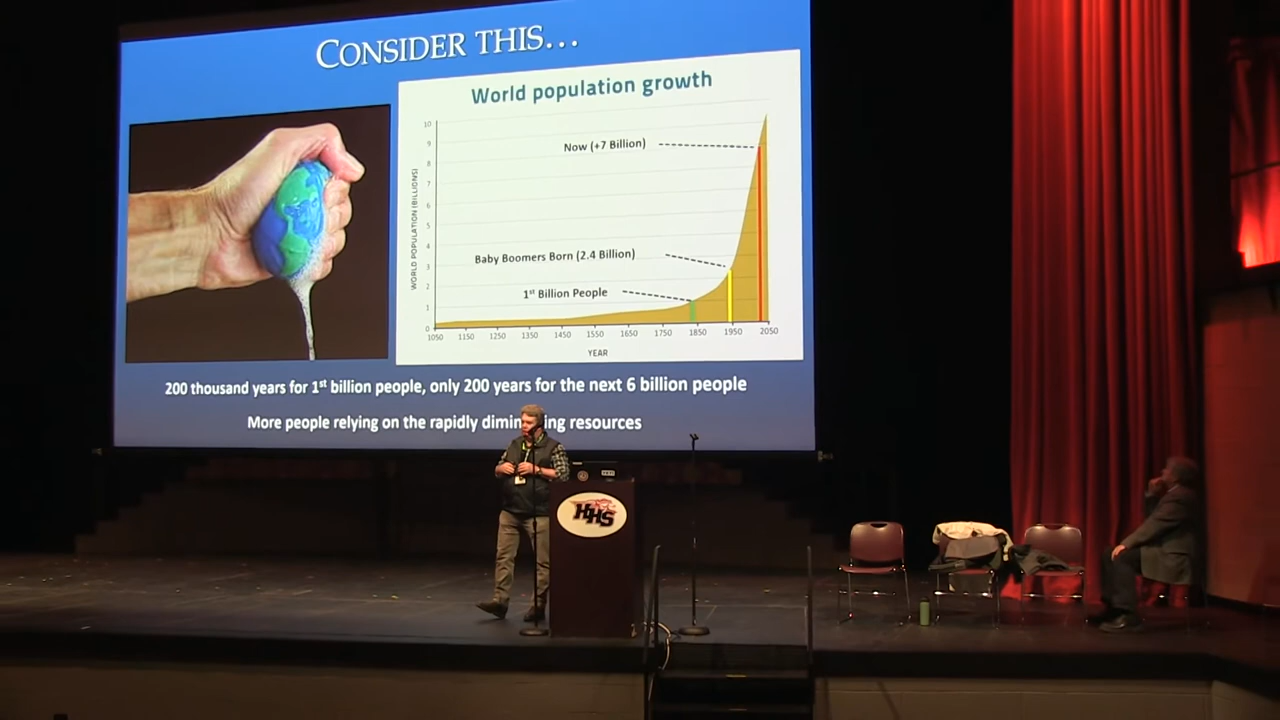 CONSIDER THIS...
World population growth
WORLD POPULATION (BILLIONS)
10
9
8
7
6
5
4
3
2
1
0
Now (+7 Billion)
Baby Boomers Born (2.4 Billion)
1st Billion People
1050 1150 1250 1350 1450 1550 1650 1750 1850 1950 2050
YEAR
200 thousand years for 1st billion people, only 200 years for the next 6 billion people
More people relying on the rapidly resources
HHS